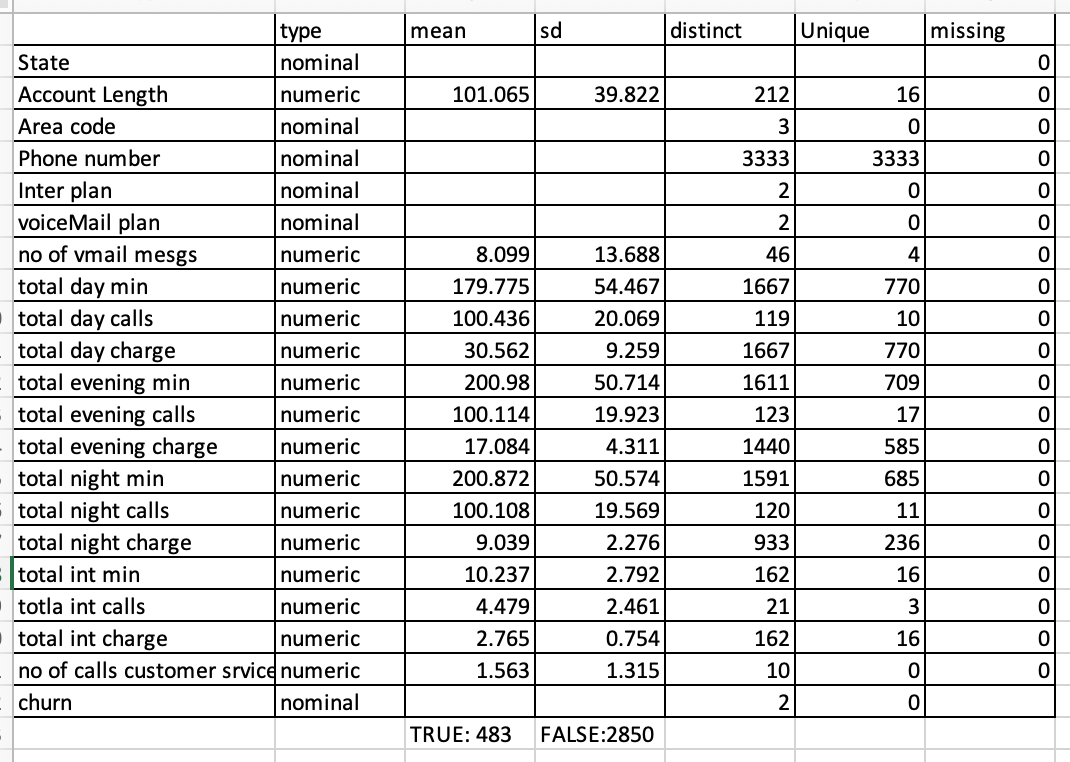 type mean sd distinct Unique missing
State nominal 0
Account Length numeric 101.065 39.822 212 16 0
Area code nominal 3 0 0
Phone number nominal 3333 3333 0
Inter plan nominal 2 0 0
voiceMail plan nominal 2 0 0
no of vmail mesgs numeric 8.099 13.688 46 4 0
total day min numeric 179.775 54.467 1667 770 0
total day calls numeric 100.436 20.069 119 10 0
total day charge numeric 30.562 9.259 1667 770 0
total evening min numeric 200.98 50.714 1611 709 0
total evening calls numeric 100.114 19.923 123 17 0
total evening charge numeric 17.084 4.311 1440 585 0
total night min numeric 200.872 50.574 1591 685 0
total night calls numeric 100.108 19.569 120 11 0
total night charge numeric 9.039 2.276 933 236 0
total int min numeric 10.237 2.792 162 16 0
totla int calls numeric 4.479 2.461 21 3 0
total int charge numeric 2.765 0.754 162 16 0
no of calls customer srvice numeric 1.563 1.315 10 0 0
churn nominal 2 0
TRUE: 483 FALSE:2850